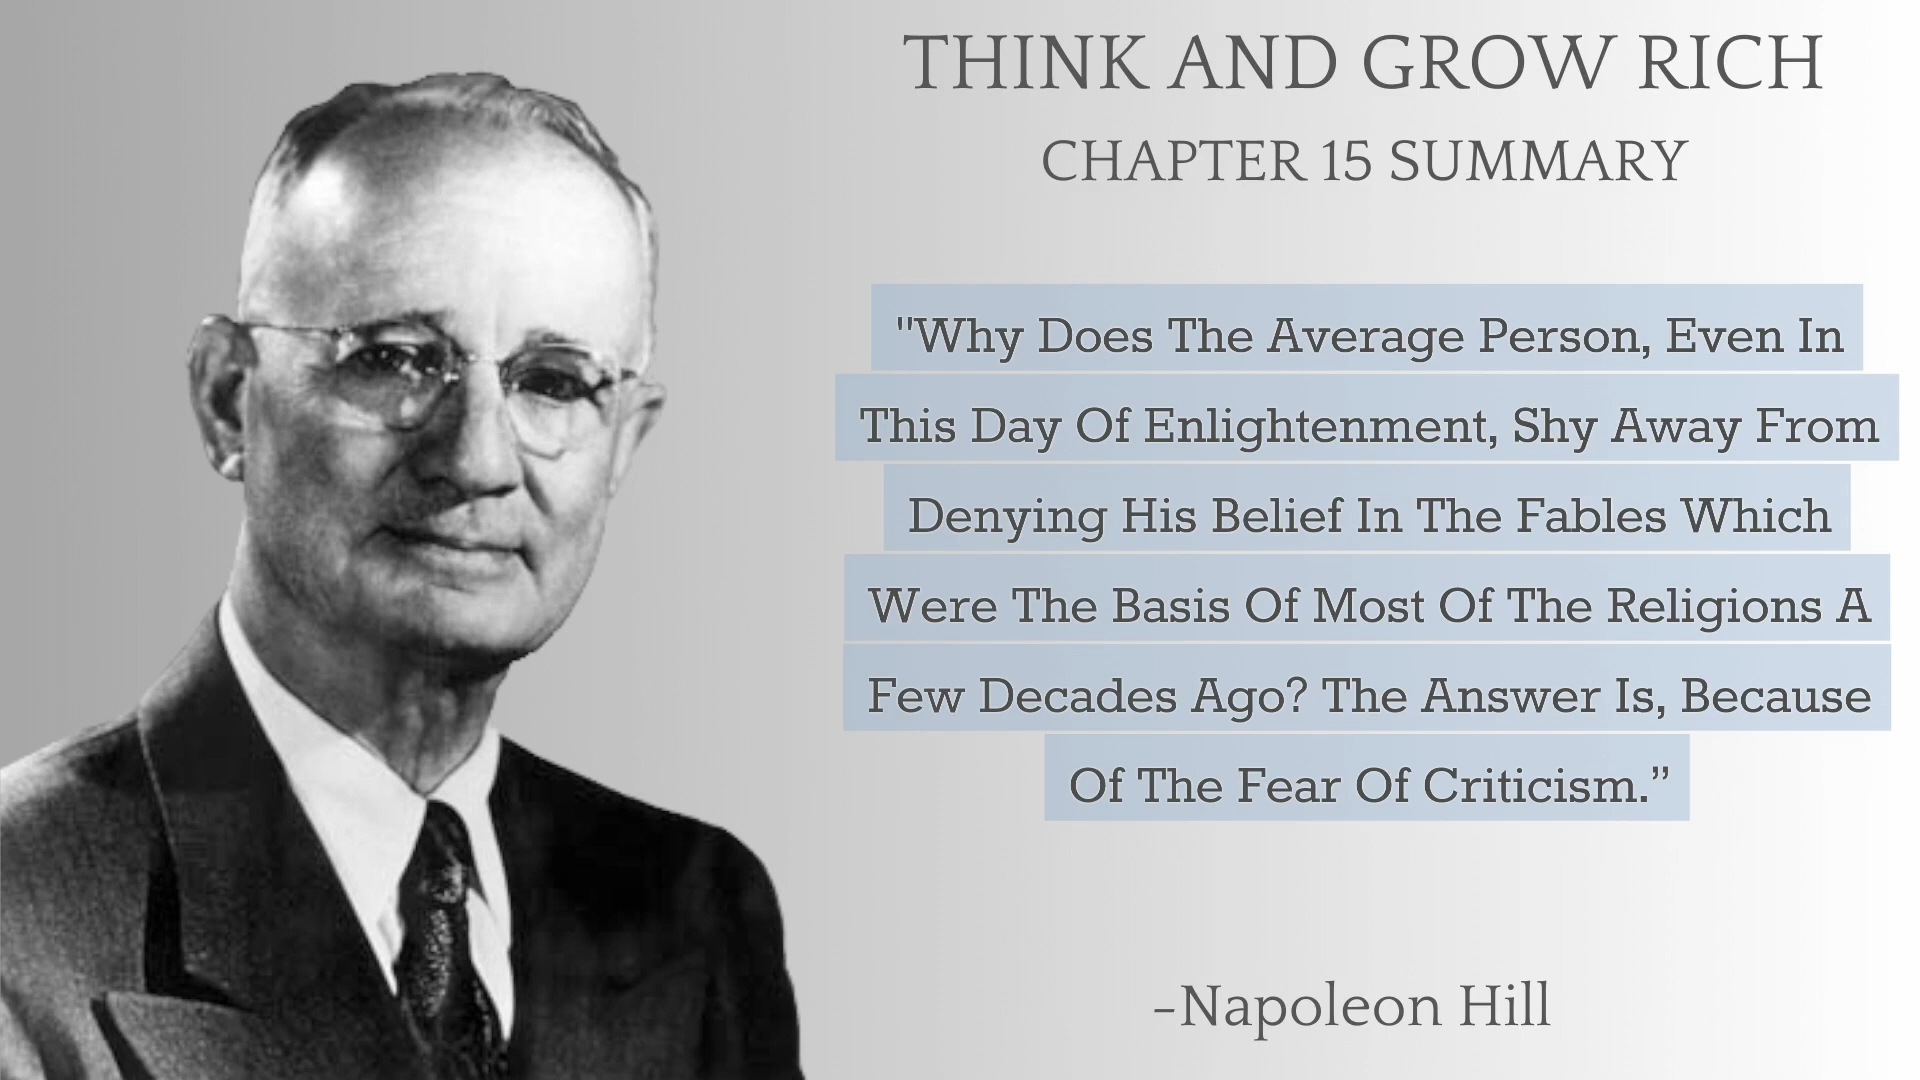 THINK AND GROW RICH
CHAPTER 15 SUMMARY
"Why Does The Average Person, Even In
This Day Of Enlightenment, Shy Away From
Denying His Belief In The Fables Which
Were The Basis Of Most Of The Religions A
Few Decades Ago? The Answer Is, Because
Of The Fear Of Criticism.”
-Napoleon Hill